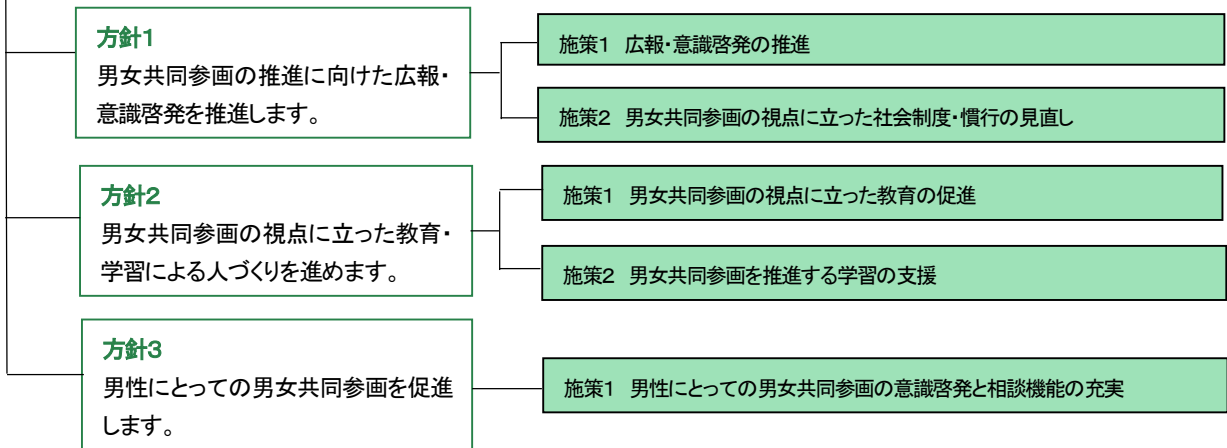 方針1
男女共同参画の推進に向けた広報・
意識啓発を推進します。
施策1 広報・意識啓発の推進
施策2 男女共同参画の視点に立った社会制度・慣行の見直し
方針2
男女共同参画の視点に立った教育・
学習による人づくりを進めます。
施策1 男女共同参画の視点に立った教育の促進
施策2 男女共同参画を推進する学習の支援
方針3
男性にとっての男女共同参画を促進
します。
施策1 男性にとっての男女共同参画の意識啓発と相談機能の充実